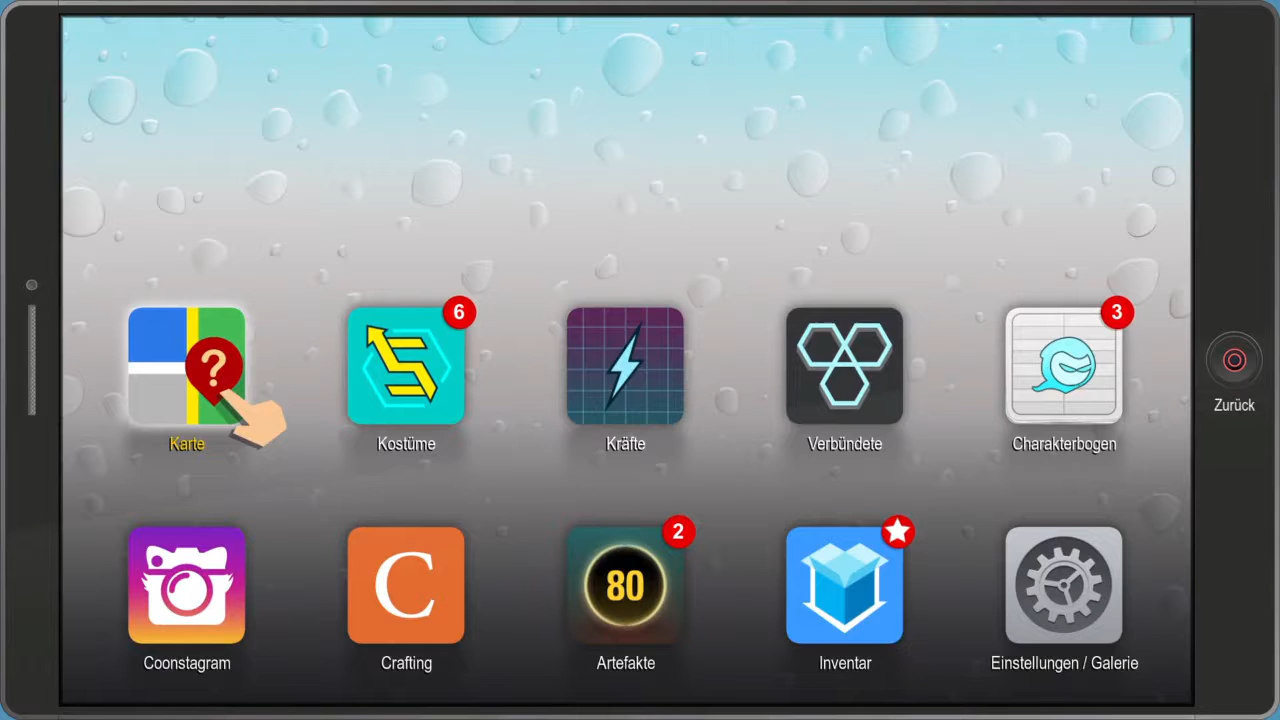 6
3
?
Karte
Kostüme
Kräfte
Verbündete
Charakterbogen
Zurück
2
C
80
Coonstagram
Crafting
Artefakte
Inventar
Einstellungen / Galerie